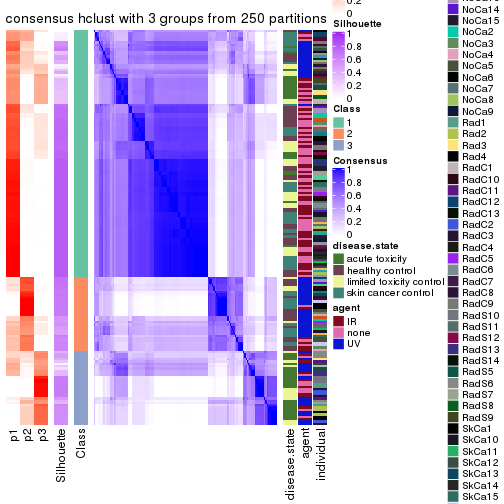 consensus hclust with 3 groups from 250 partitions
p1
p2
p3
Silhouette
Class
disease.state
agent
individual
0.2
0
Silhouette
1
0.8
0.6
0.4
0.2
0
Class
1
2
3
Consensus
1
0.8
0.6
0.4
0.2
0
disease.state
acute toxicity
healthy control
limited toxicity control
skin cancer control
agent
IR
none
UV
NoCa14
NoCa15
NoCa2
NoCa3
NoCa4
NoCa5
NoCa6
NoCa7
NoCa8
NoCa9
Rad1
Rad2
Rad3
Rad4
RadC1
RadC10
RadC11
RadC12
RadC13
RadC2
RadC3
RadC4
RadC5
RadC6
RadC7
RadC8
RadC9
RadS10
RadS11
RadS12
RadS13
RadS14
RadS5
RadS6
RadS7
RadS8
RadS9
SkCa1
SkCa10
SkCa11
SkCa12
SkCa13
SkCa14
SkCa15